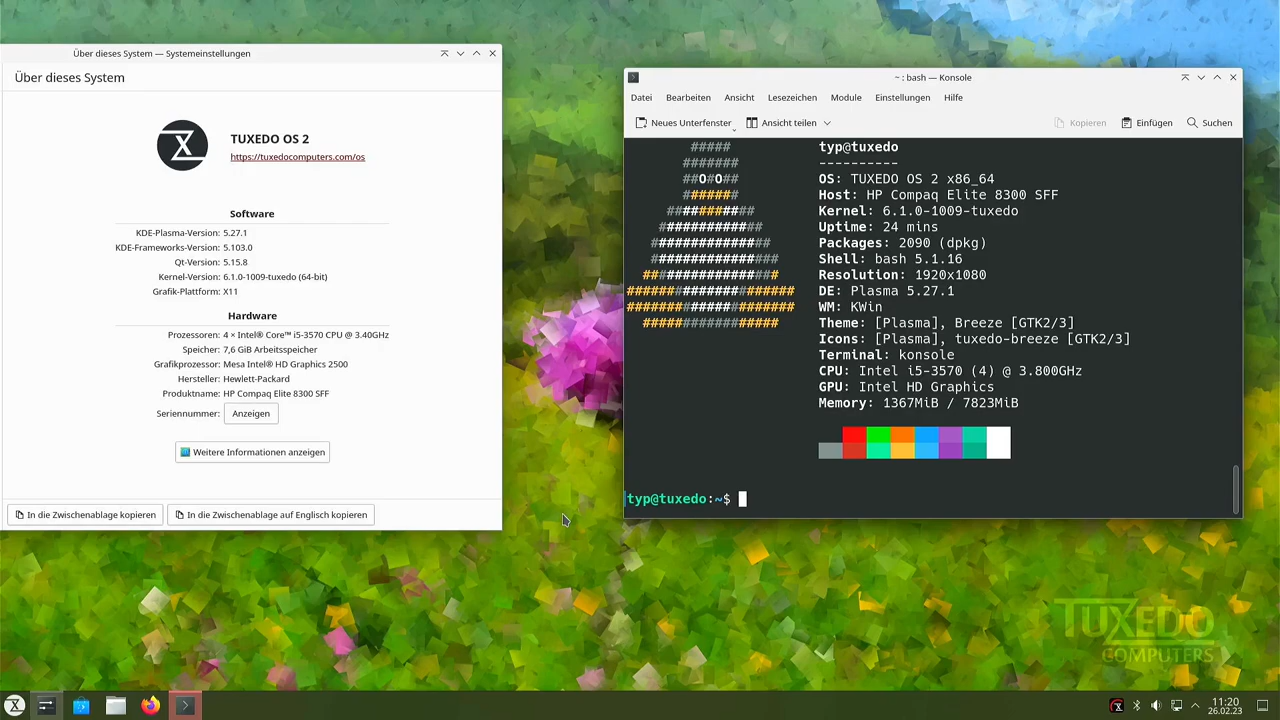 Über dieses System — Systemeinstellungen
Über dieses System
TUXEDO OS 2
https://tuxedocomputers.com/os
Software
KDE-Plasma-Version: 5.27.1
KDE-Frameworks-Version: 5.103.0
Qt-Version: 5.15.8
Kernel-Version: 6.1.0-1009-tuxedo (64-bit)
Grafik-Plattform: X11
Hardware
Prozessoren: 4 × Intel® Core™ i5-3570 CPU @ 3.40GHz
Speicher: 7,6 GiB Arbeitsspeicher
Grafikprozessor: Mesa Intel® HD Graphics 2500
Hersteller: Hewlett-Packard
Produktname: HP Compaq Elite 8300 SFF
Seriennummer: Anzeigen
Weitere Informationen anzeigen
In die Zwischenablage kopieren In die Zwischenablage auf Englisch kopieren
~ : bash — Konsole
Datei Bearbeiten Ansicht Lesezeichen Module Einstellungen Hilfe
Neues Unterfenster Ansicht teilen Kopieren Einfügen Suchen
typ@tuxedo
----------
OS: TUXEDO OS 2 x86_64
Host: HP Compaq Elite 8300 SFF
Kernel: 6.1.0-1009-tuxedo
Uptime: 24 mins
Packages: 2090 (dpkg)
Shell: bash 5.1.16
Resolution: 1920x1080
DE: Plasma 5.27.1
WM: KWin
Theme: [Plasma], Breeze [GTK2/3]
Icons: [Plasma], tuxedo-breeze [GTK2/3]
Terminal: konsole
CPU: Intel i5-3570 (4) @ 3.800GHz
GPU: Intel HD Graphics
Memory: 1367MiB / 7823MiB
typ@tuxedo:~$
TUXEDO
COMPUTERS
11:20
26.02.23